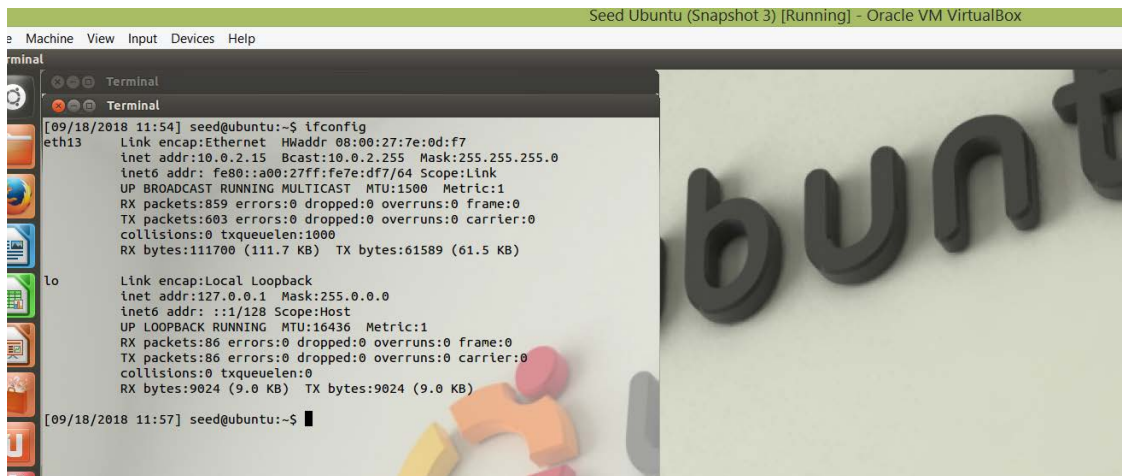 Seed Ubuntu (Snapshot 3) [Running] - Oracle VM VirtualBox
e Machine View Input Devices Help
rminal
Terminal
Terminal
[09/18/2018 11:54] seed@ubuntu:~$ ifconfig
eth13 Link encap:Ethernet HWaddr 08:00:27:7e:0d:f7
inet addr:10.0.2.15 Bcast:10.0.2.255 Mask:255.255.255.0
inet6 addr: fe80::a00:27ff:fe7e:df7/64 Scope:Link
UP BROADCAST RUNNING MULTICAST MTU:1500 Metric:1
RX packets:859 errors:0 dropped:0 overruns:0 frame:0
TX packets:603 errors:0 dropped:0 overruns:0 carrier:0
collisions:0 txqueuelen:1000
RX bytes:111700 (111.7 KB) TX bytes:61589 (61.5 KB)
lo Link encap:Local Loopback
inet addr:127.0.0.1 Mask:255.0.0.0
inet6 addr: ::1/128 Scope:Host
UP LOOPBACK RUNNING MTU:16436 Metric:1
RX packets:86 errors:0 dropped:0 overruns:0 frame:0
TX packets:86 errors:0 dropped:0 overruns:0 carrier:0
collisions:0 txqueuelen:0
RX bytes:9024 (9.0 KB) TX bytes:9024 (9.0 KB)
[09/18/2018 11:57] seed@ubuntu:~$
bunt